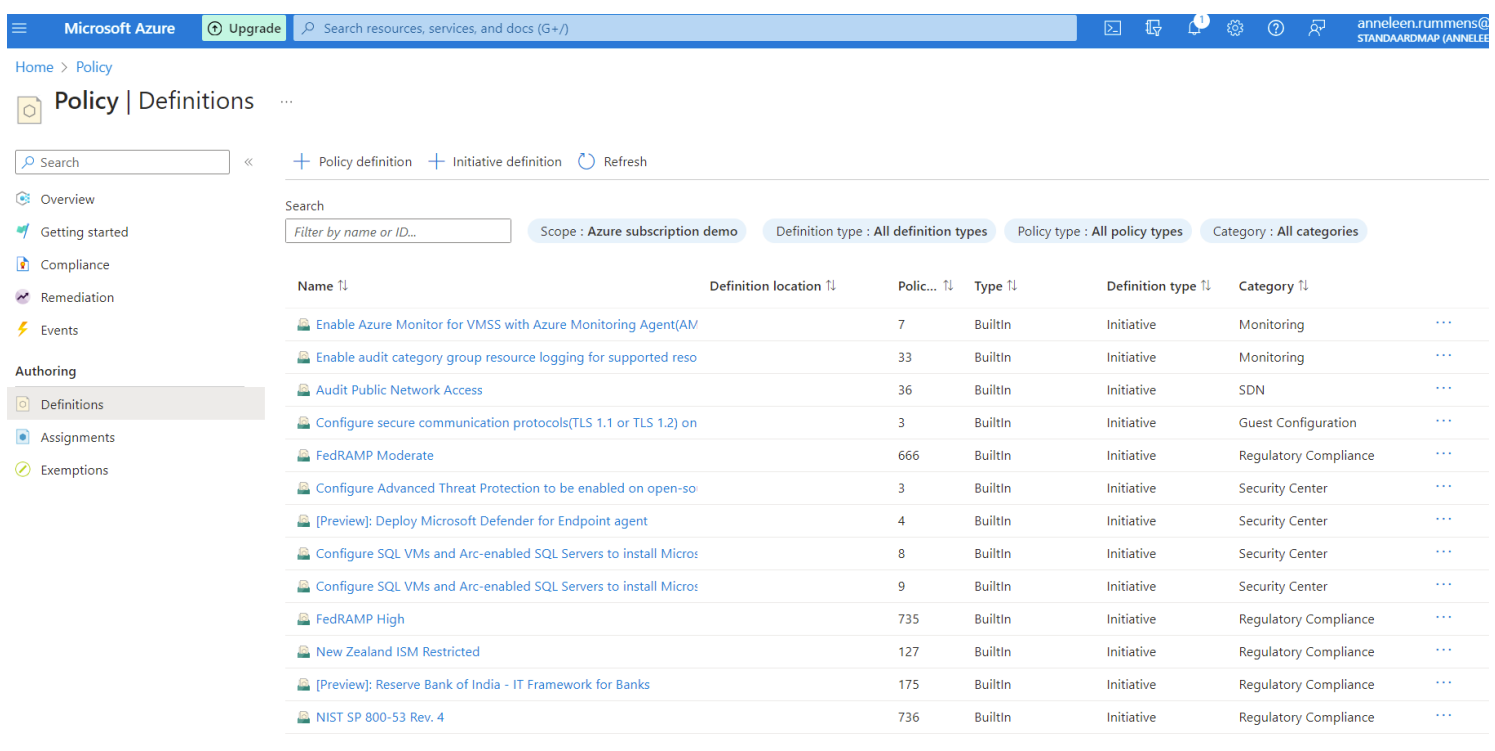 Microsoft Azure Upgrade Search resources, services, and docs (G+/) 1 anneleen.rummens@
STANDAARDMAP (ANNELEE
Home > Policy
Policy | Definitions ...
Search «
+ Policy definition + Initiative definition Refresh
Overview
Getting started
Compliance
Remediation
Events
Authoring
Definitions
Assignments
Exemptions
Search
Filter by name or ID... Scope : Azure subscription demo Definition type : All definition types Policy type : All policy types Category : All categories
Name ↑↓ Definition location ↑↓ Polic... ↑↓ Type ↑↓ Definition type ↑↓ Category ↑↓
Enable Azure Monitor for VMSS with Azure Monitoring Agent(AM 7 BuiltIn Initiative Monitoring ...
Enable audit category group resource logging for supported reso 33 BuiltIn Initiative Monitoring ...
Audit Public Network Access 36 BuiltIn Initiative SDN ...
Configure secure communication protocols(TLS 1.1 or TLS 1.2) on 3 BuiltIn Initiative Guest Configuration ...
FedRAMP Moderate 666 BuiltIn Initiative Regulatory Compliance ...
Configure Advanced Threat Protection to be enabled on open-so 3 BuiltIn Initiative Security Center ...
[Preview]: Deploy Microsoft Defender for Endpoint agent 4 BuiltIn Initiative Security Center ...
Configure SQL VMs and Arc-enabled SQL Servers to install Micros 8 BuiltIn Initiative Security Center ...
Configure SQL VMs and Arc-enabled SQL Servers to install Micros 9 BuiltIn Initiative Security Center ...
FedRAMP High 735 BuiltIn Initiative Regulatory Compliance ...
New Zealand ISM Restricted 127 BuiltIn Initiative Regulatory Compliance ...
[Preview]: Reserve Bank of India - IT Framework for Banks 175 BuiltIn Initiative Regulatory Compliance ...
NIST SP 800-53 Rev. 4 736 BuiltIn Initiative Regulatory Compliance ...